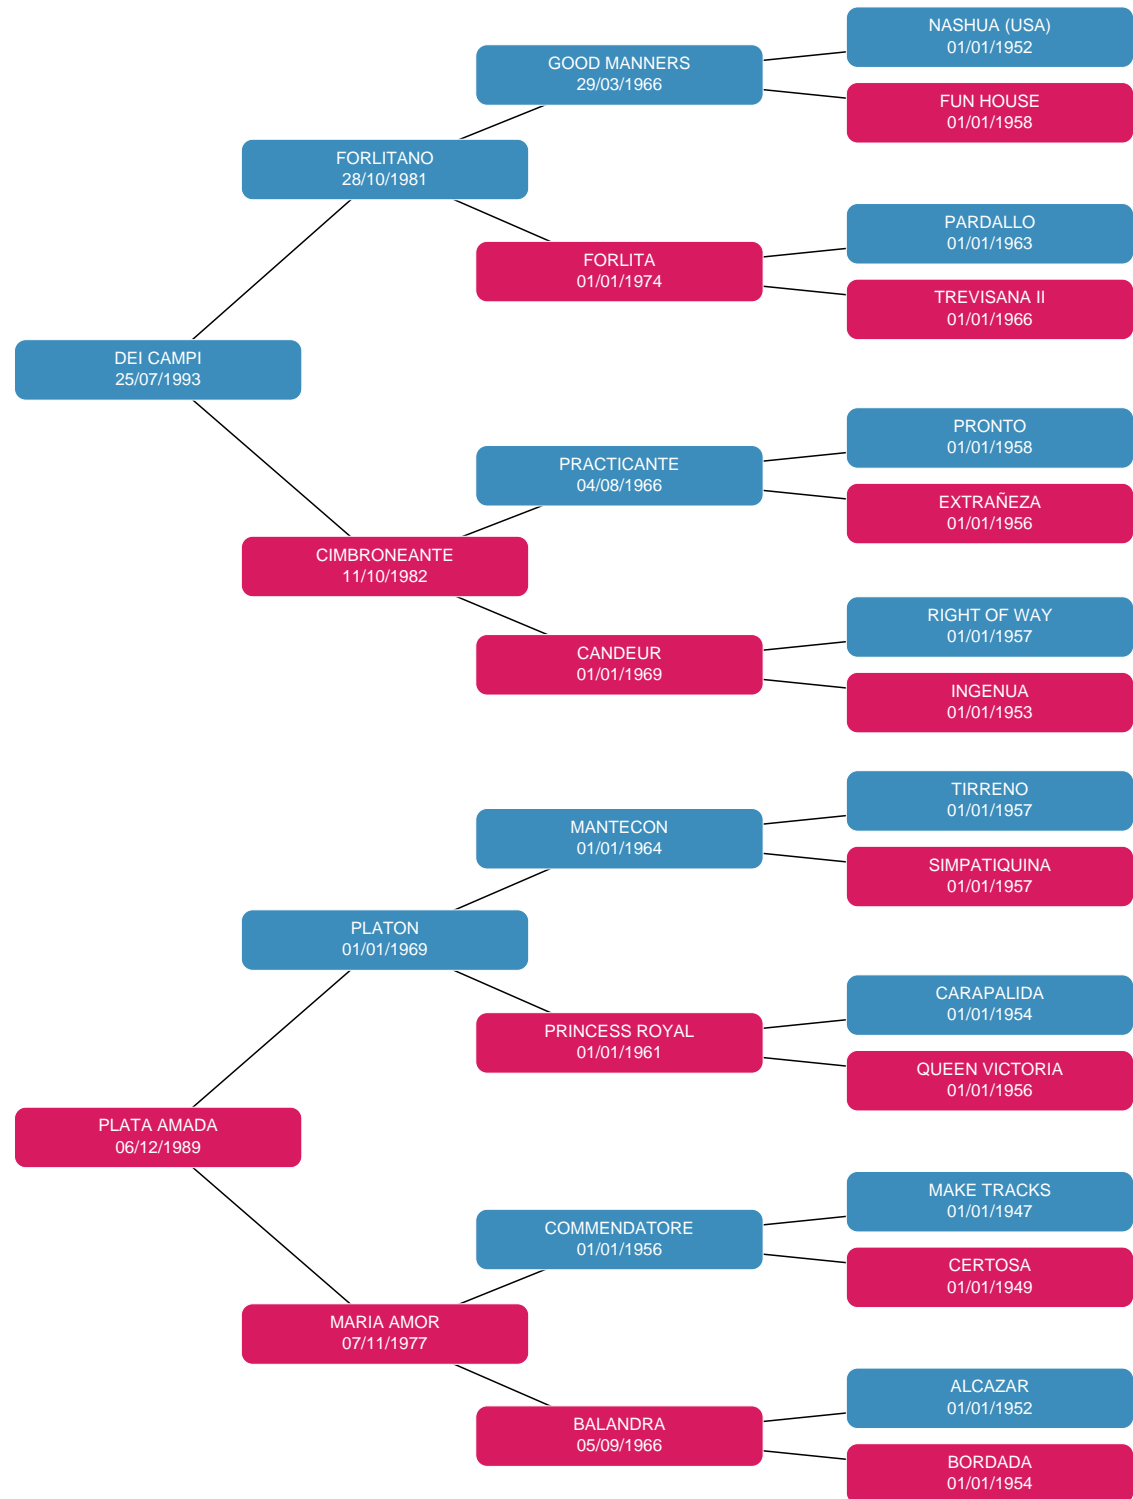 NASHUA (USA)
01/01/1952
GOOD MANNERS
29/03/1966
FUN HOUSE
01/01/1958
FORLITANO
28/10/1981
PARDALLO
01/01/1963
FORLITA
01/01/1974
TREVISANA II
01/01/1966
DEI CAMPI
25/07/1993
PRONTO
01/01/1958
PRACTICANTE
04/08/1966
EXTRAÑEZA
01/01/1956
CIMBRONEANTE
11/10/1982
RIGHT OF WAY
01/01/1957
CANDEUR
01/01/1969
INGENUA
01/01/1953
TIRRENO
01/01/1957
MANTECON
01/01/1964
SIMPATIQUINA
01/01/1957
PLATON
01/01/1969
CARAPALIDA
01/01/1954
PRINCESS ROYAL
01/01/1961
QUEEN VICTORIA
01/01/1956
PLATA AMADA
06/12/1989
MAKE TRACKS
01/01/1947
COMMENDATORE
01/01/1956
CERTOSA
01/01/1949
MARIA AMOR
07/11/1977
ALCAZAR
01/01/1952
BALANDRA
05/09/1966
BORDADA
01/01/1954